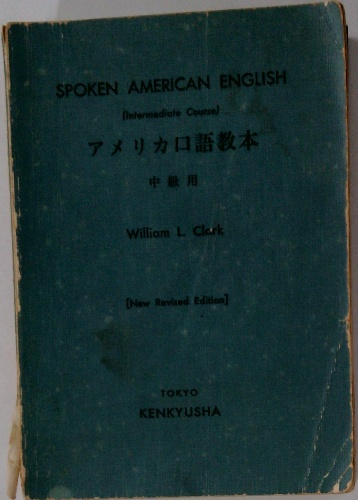 SPOKEN AMERICAN ENGLISH
(Intermediate Course)
アメリカ口語教本
中級用
William L. Clark
[New Revised Edition]
TOKYO
KENKYUSHA